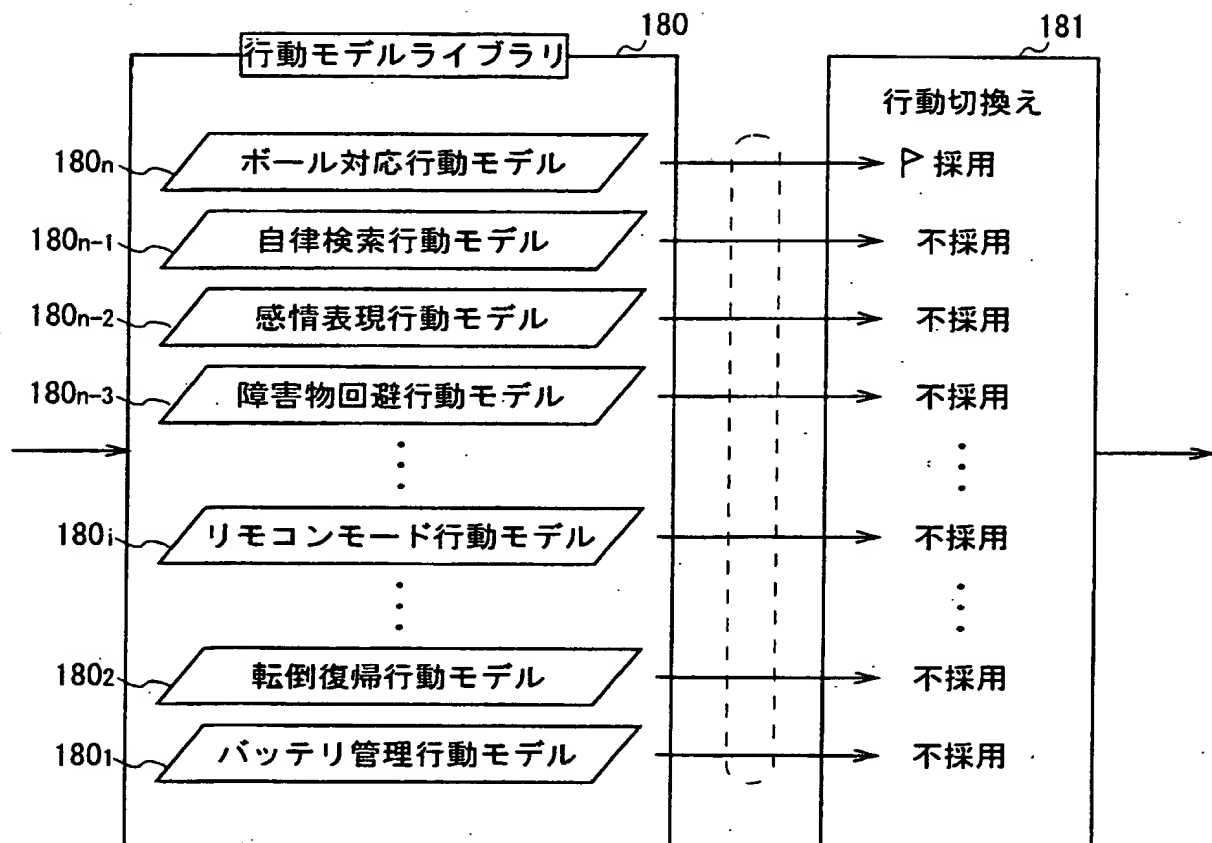 行動モデルライブラリ
180
181
行動切換え
180n
ボール対応行動モデル
採用
180n-1
自律検索行動モデル
不採用
180n-2
感情表現行動モデル
不採用
180n-3
障害物回避行動モデル
不採用
180i
リモコンモード行動モデル
不採用
1802
転倒復帰行動モデル
不採用
1801
バッテリ管理行動モデル
不採用